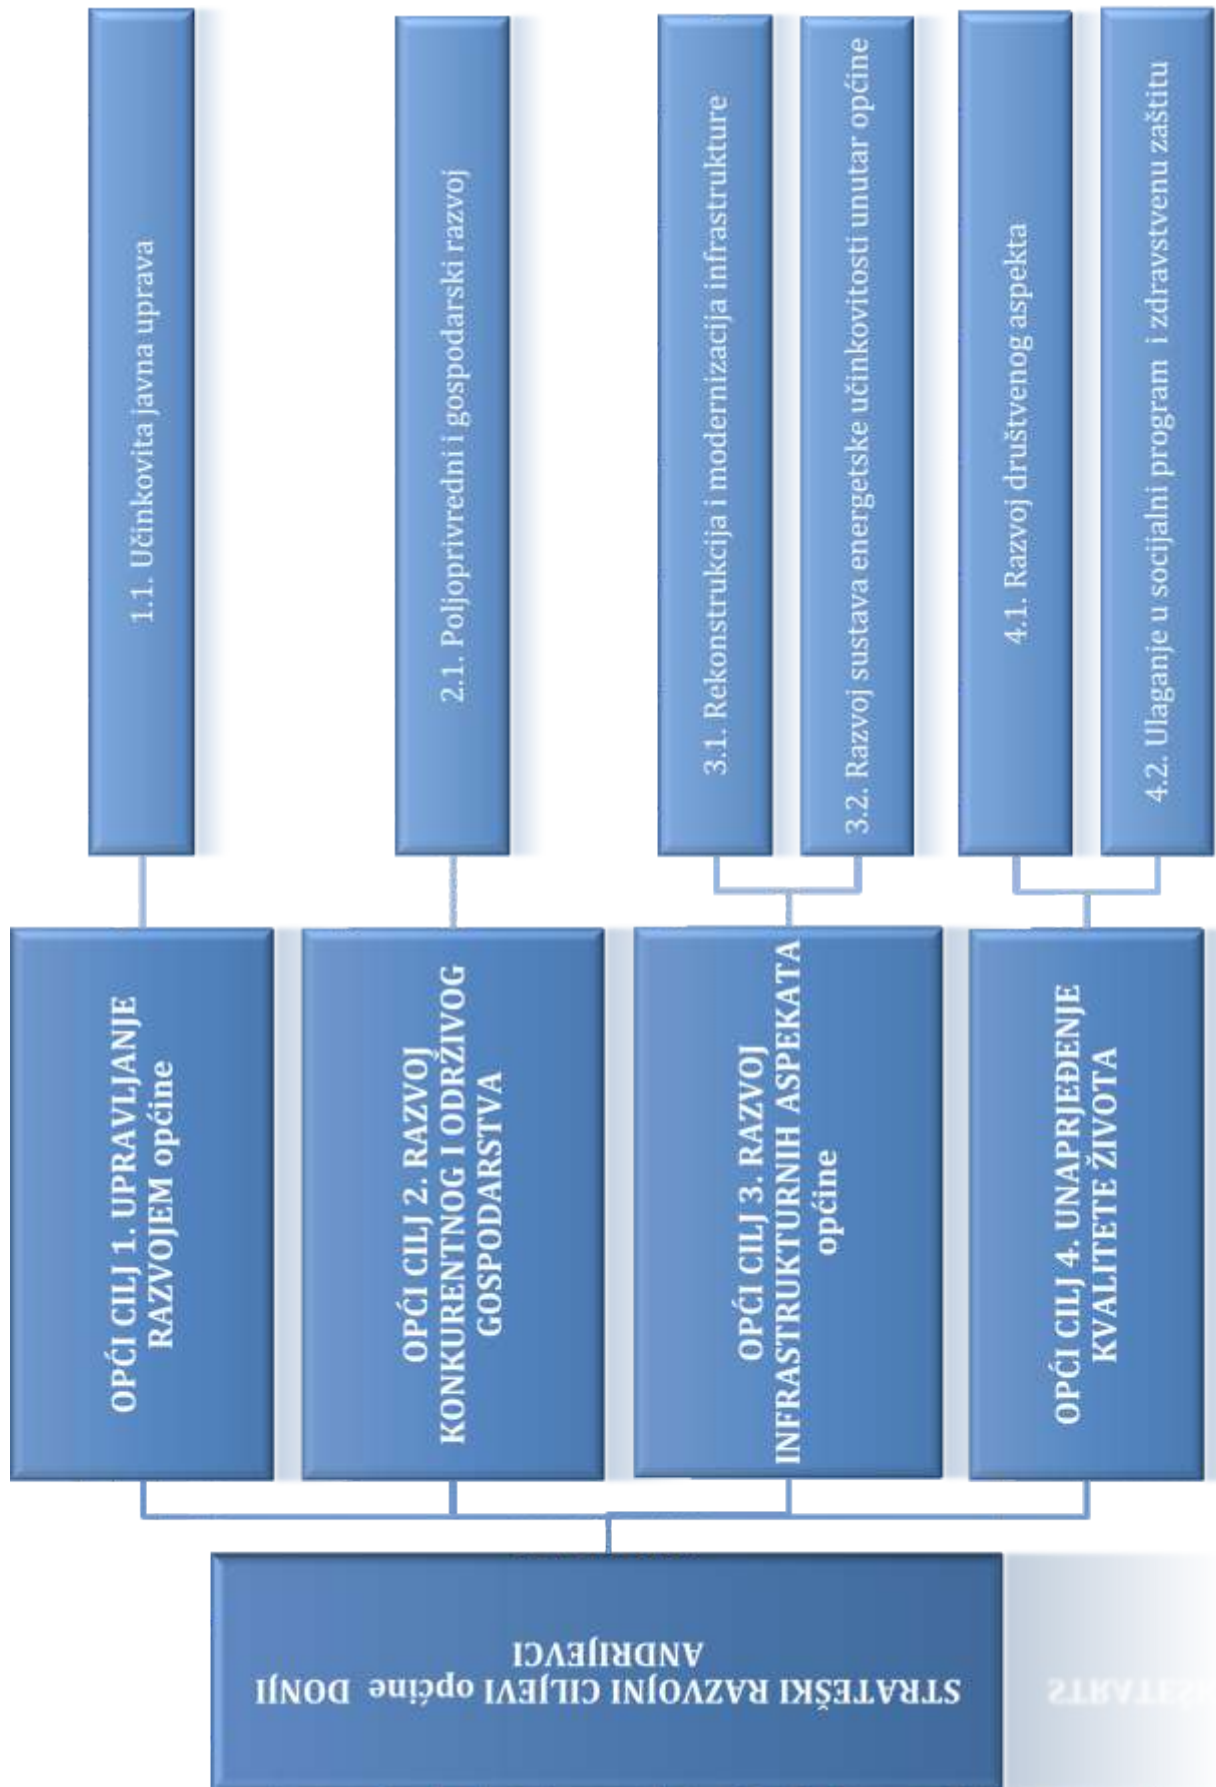 STRATEŠKI RAZVOJNI CILJEVI općine DONJI
ANDRIJEVCI
OPĆI CILJ 1. UPRAVLJANJE
RAZVOJEM općine
1.1. Učinkovita javna uprava
OPĆI CILJ 2. RAZVOJ
KONKURENTNOG I ODRŽIVOG
GOSPODARSTVA
2.1. Poljoprivredni i gospodarski razvoj
OPĆI CILJ 3. RAZVOJ
INFRASTRUKTURNIH ASPEKATA
općine
3.1. Rekonstrukcija i modernizacija infrastrukture
3.2. Razvoj sustava energetske učinkovitosti unutar općine
OPĆI CILJ 4. UNAPRJEĐENJE
KVALITETE ŽIVOTA
4.1. Razvoj društvenog aspekta
4.2. Ulaganje u socijalni program i zdravstvenu zaštitu